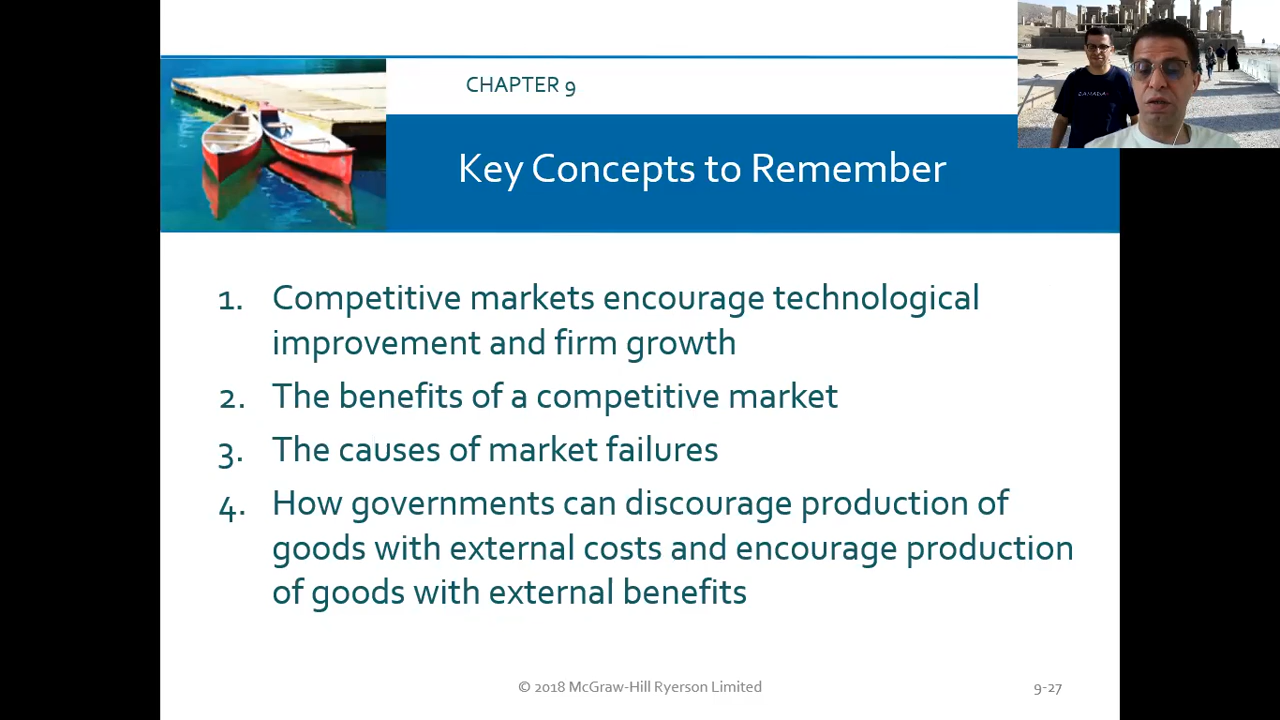 CHAPTER 9
Key Concepts to Remember
1. Competitive markets encourage technological
improvement and firm growth
2. The benefits of a competitive market
3. The causes of market failures
4. How governments can discourage production of
goods with external costs and encourage production
of goods with external benefits
© 2018 McGraw-Hill Ryerson Limited
9-27